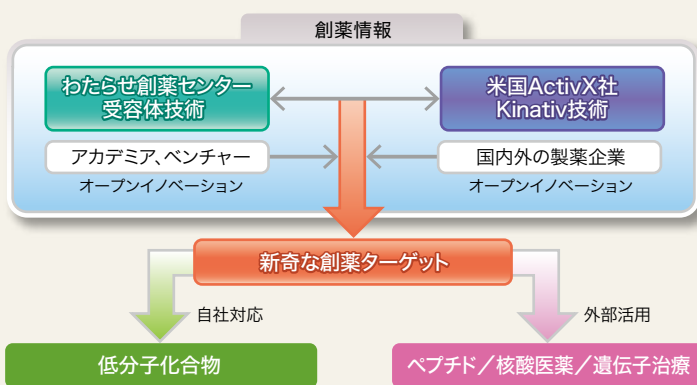 創薬情報
わたらせ創薬センター
受容体技術
米国ActivX社
Kinativ技術
アカデミア、ベンチャー
国内外の製薬企業
オープンイノベーション
オープンイノベーション
新奇な創薬ターゲット
自社対応
外部活用
低分子化合物
ペプチド／核酸医薬／遺伝子治療